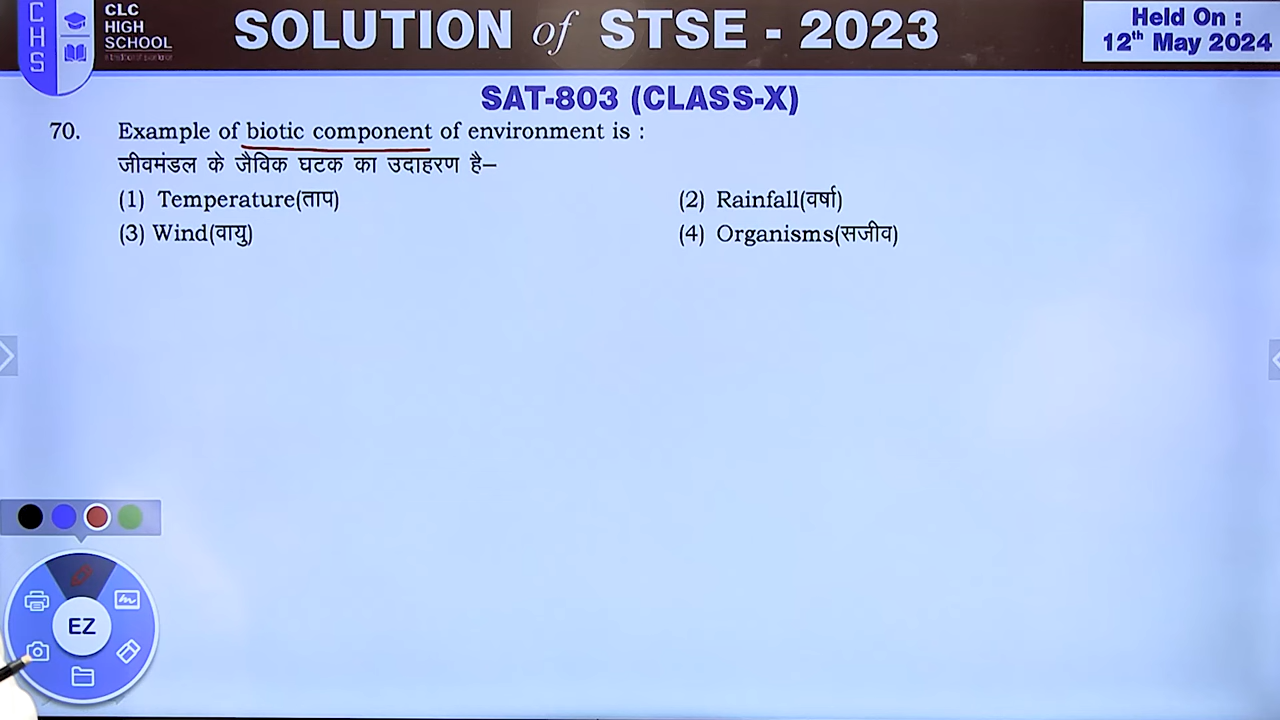 CHS
CLC
HIGH
SCHOOL
SOLUTION of STSE - 2023
Held On :
12th May 2024
SAT-803 (CLASS-X)
70. Example of biotic component of environment is :
जीवमंडल के जैविक घटक का उदाहरण है–
(1) Temperature(ताप) (2) Rainfall(वर्षा)
(3) Wind(वायु) (4) Organisms(सजीव)
EZ